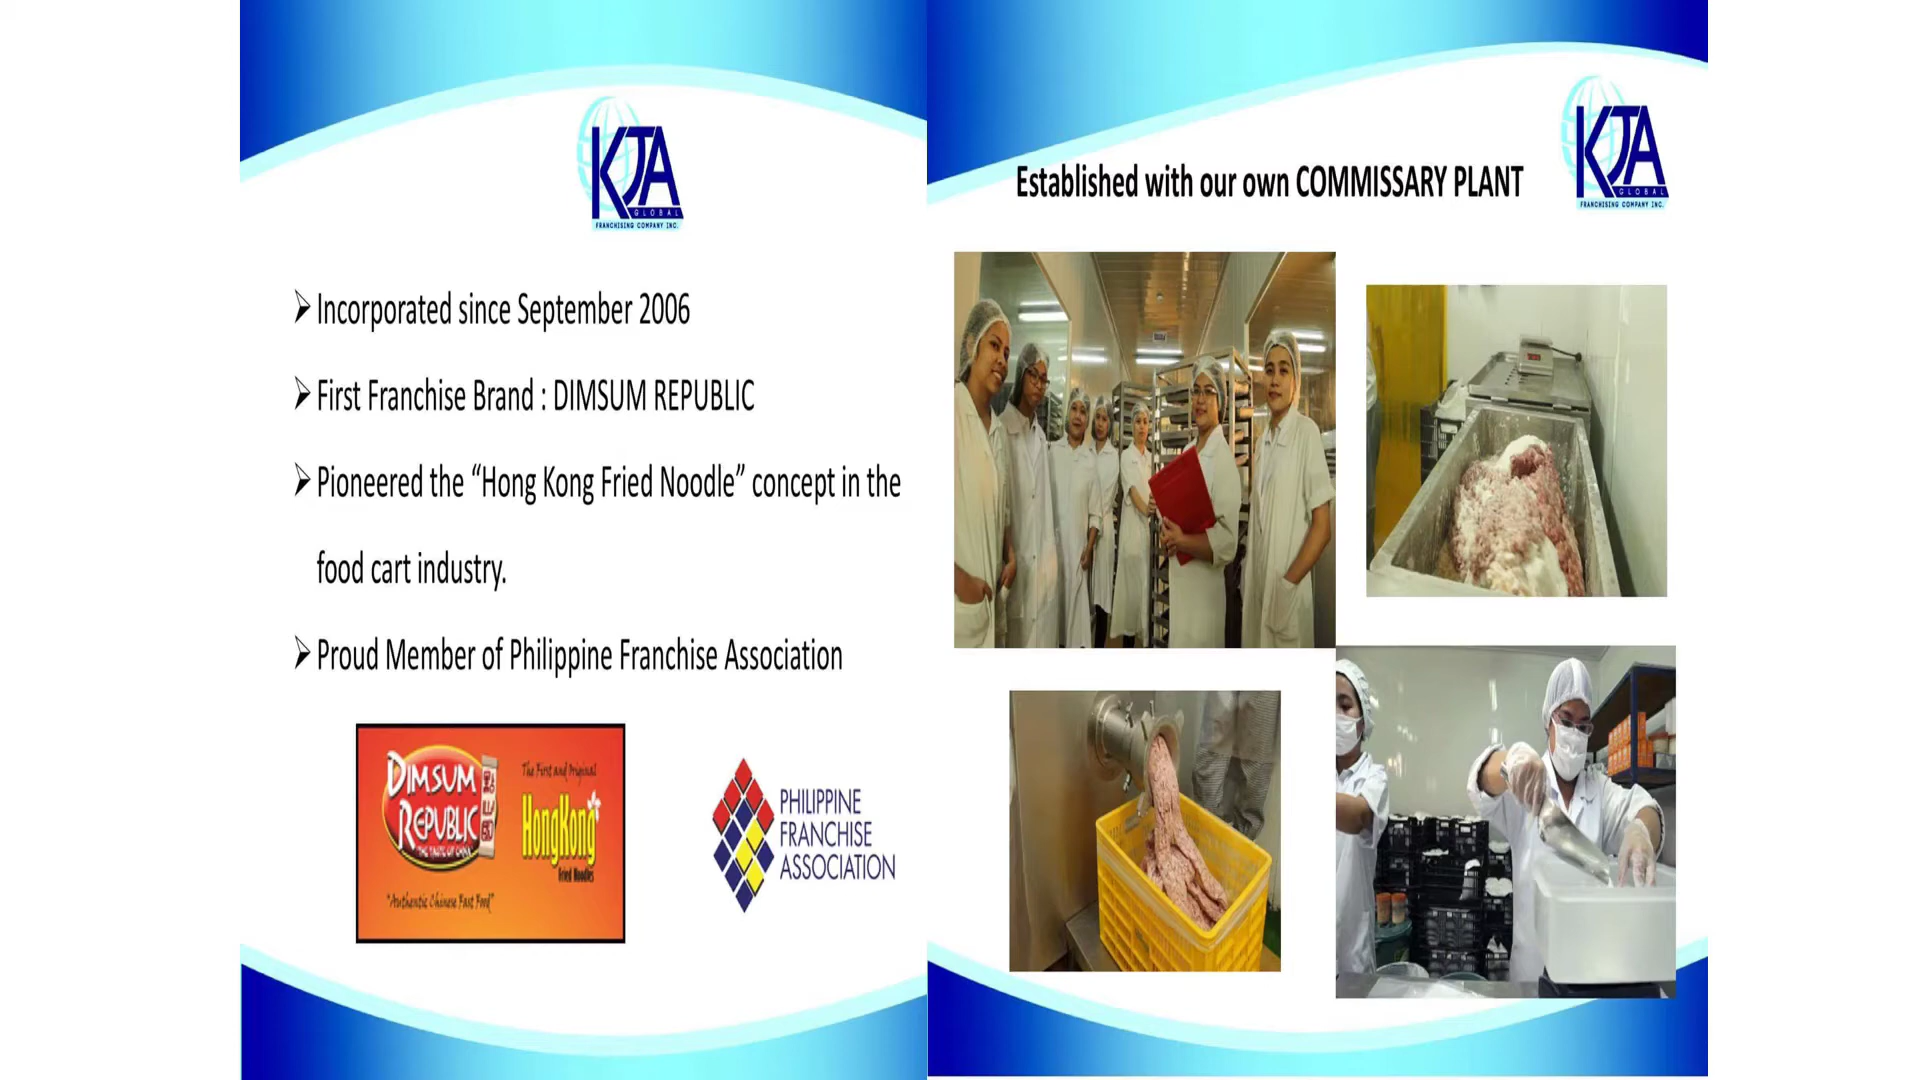 KJA
GLOBAL
FRANCHISING COMPANY INC.
Incorporated since September 2006
First Franchise Brand : DIMSUM REPUBLIC
Pioneered the “Hong Kong Fried Noodle” concept in the
food cart industry.
Proud Member of Philippine Franchise Association
DIMSUM
REPUBLIC
THE TASTE OF CHINA
The First and Original
HongKong
Fried Noodles
"Authentic Chinese Fast Food"
PHILIPPINE
FRANCHISE
ASSOCIATION
Established with our own COMMISSARY PLANT
KJA
GLOBAL
FRANCHISING COMPANY INC.